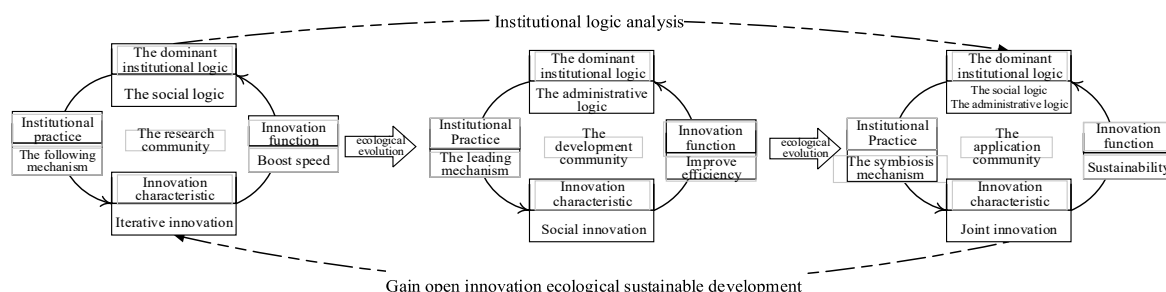 Institutional logic analysis
The dominant
institutional logic
The social logic
Institutional
practice
The following
mechanism
The research
community
Innovation
function
Boost speed
Innovation
characteristic
Iterative innovation
ecological
evolution
The dominant
institutional logic
The administrative
logic
Institutional
Practice
The leading
mechanism
The
development
community
Innovation
function
Improve
efficiency
Innovation
characteristic
Social innovation
ecological
evolution
The dominant
institutional logic
The social logic
The administrative logic
Institutional
Practice
The symbiosis
mechanism
The
application
community
Innovation
function
Sustainability
Innovation
characteristic
Joint innovation
Gain open innovation ecological sustainable development